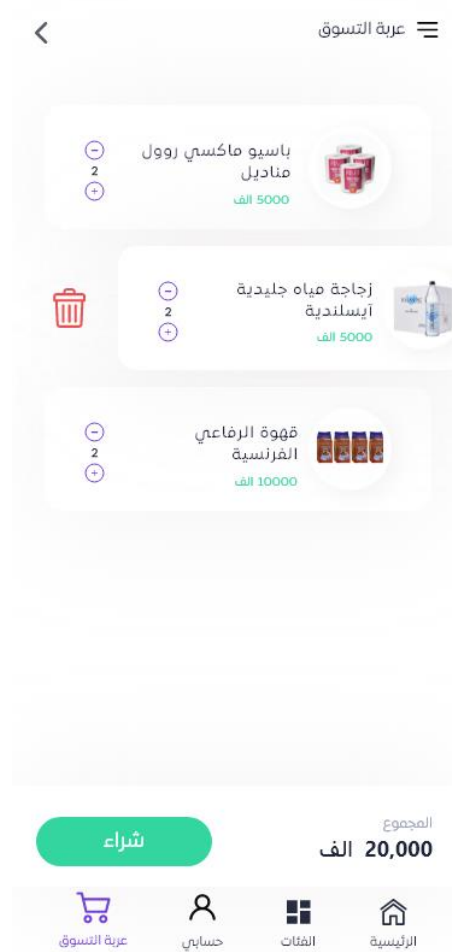 عربة التسوق
باسيو ماكسي روول
مناديل
5000 الف
2
زجاجة مياه جليدية
آيسلندية
5000 الف
2
قهوة الرفاعي
الفرنسية
10000 الف
2
المجموع
20,000 الف
شراء
الرئيسية
الفئات
حسابي
عربة التسوق